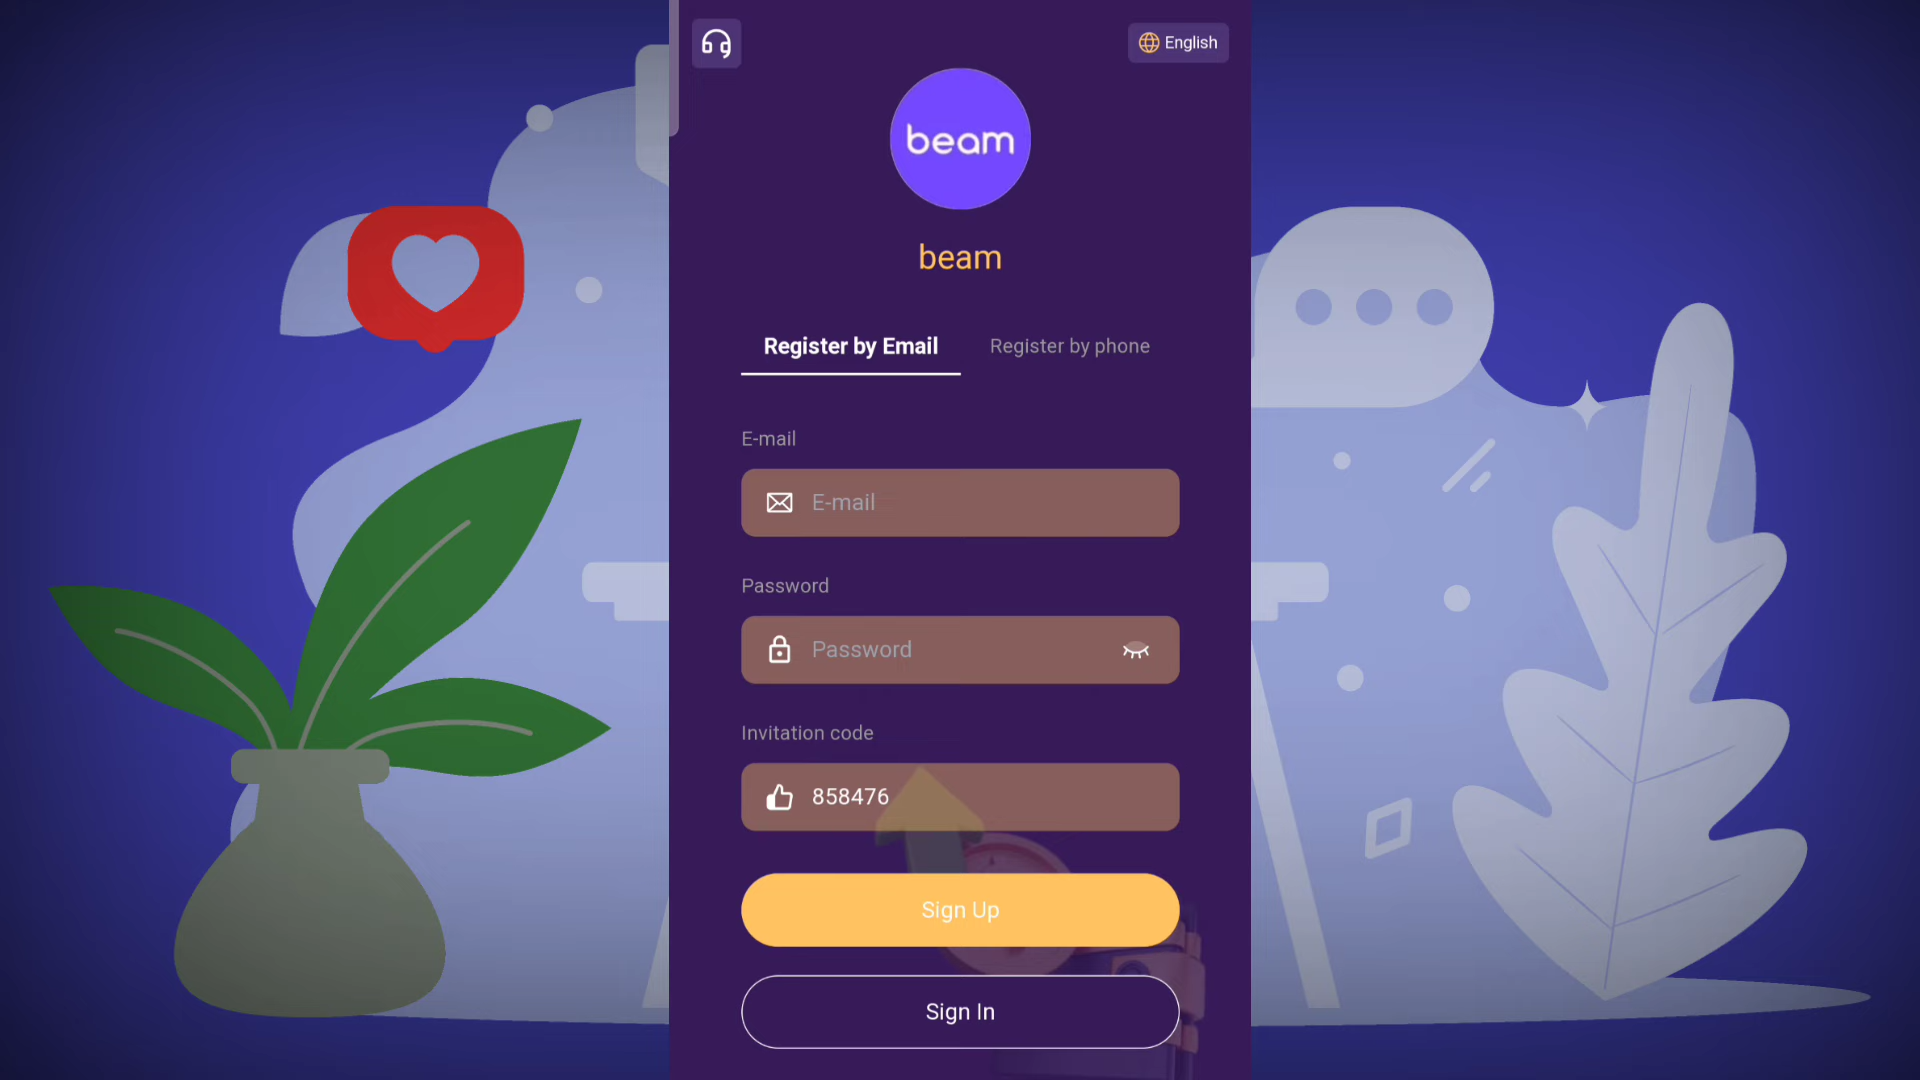 English
beam
beam
Register by Email
Register by phone
E-mail
E-mail
Password
Password
Invitation code
858476
Sign Up
Sign In